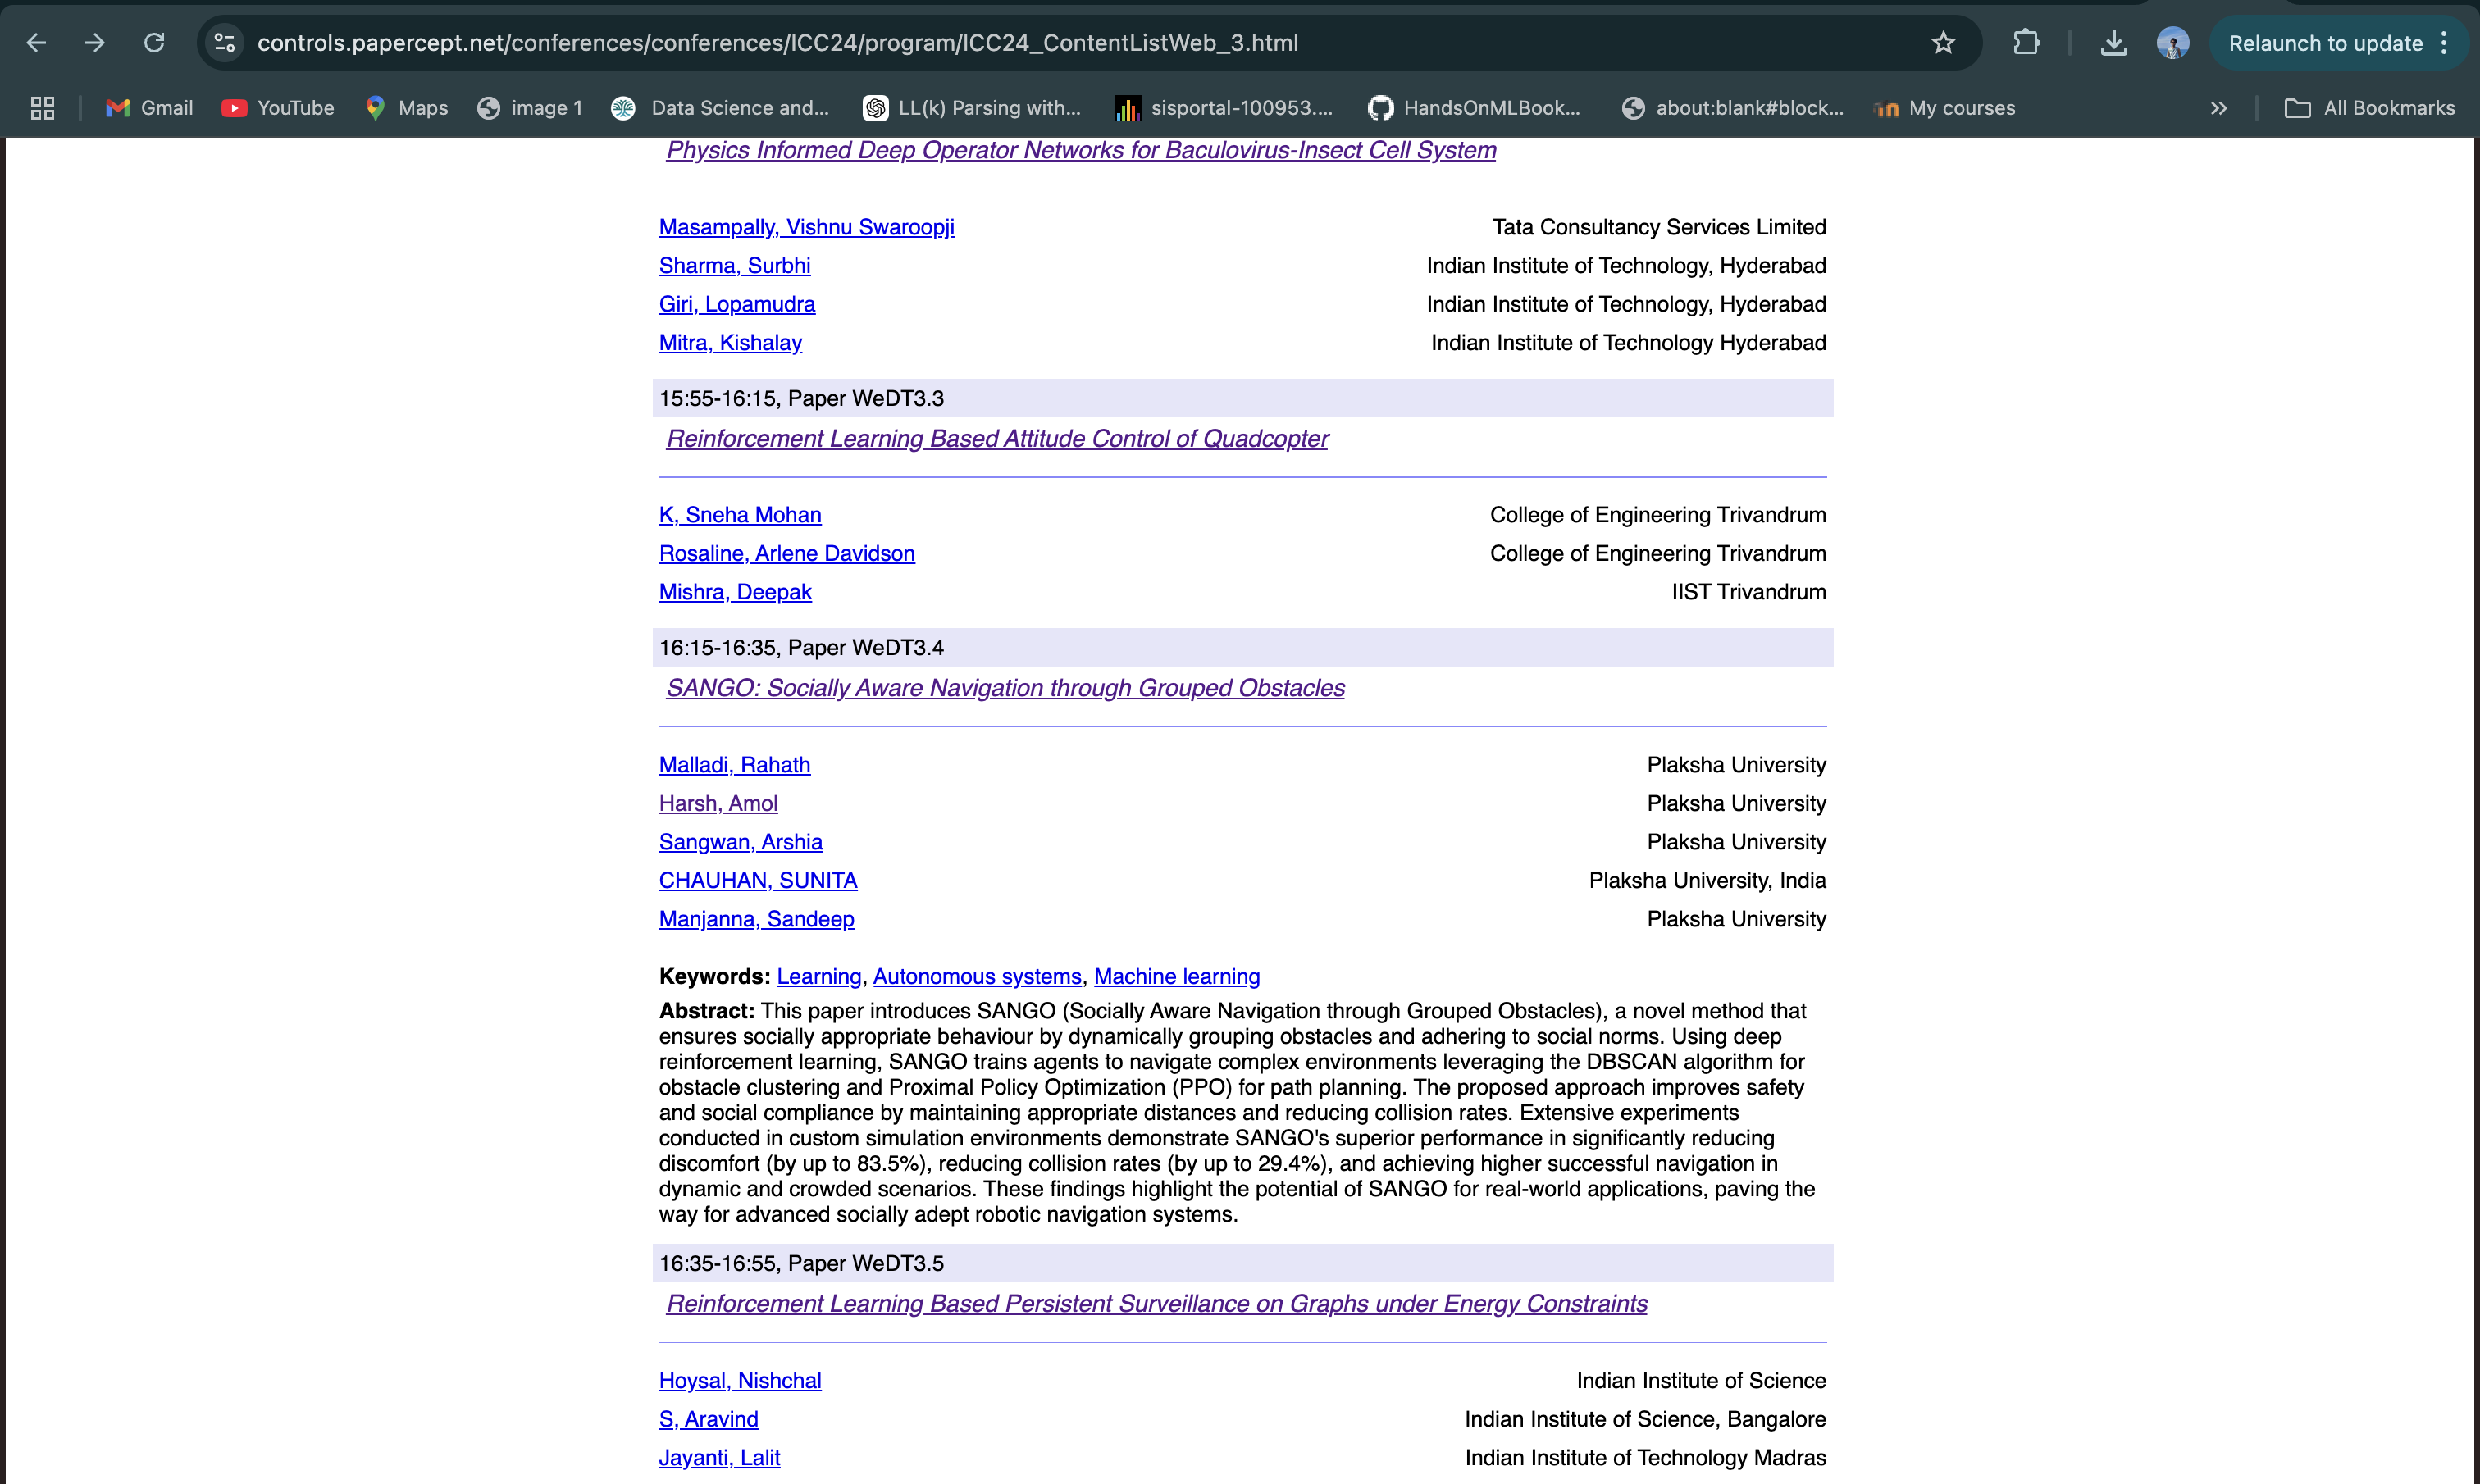 controls.papercept.net/conferences/conferences/ICC24/program/ICC24_ContentListWeb_3.html
Relaunch to update
Gmail
YouTube
Maps
image 1
Data Science and...
LL(k) Parsing with...
sisportal-100953....
HandsOnMLBook...
about:blank#block...
My courses
All Bookmarks
Physics Informed Deep Operator Networks for Baculovirus-Insect Cell System
Masampally, Vishnu Swaroopji Tata Consultancy Services Limited
Sharma, Surbhi Indian Institute of Technology, Hyderabad
Giri, Lopamudra Indian Institute of Technology, Hyderabad
Mitra, Kishalay Indian Institute of Technology Hyderabad
15:55-16:15, Paper WeDT3.3
Reinforcement Learning Based Attitude Control of Quadcopter
K, Sneha Mohan College of Engineering Trivandrum
Rosaline, Arlene Davidson College of Engineering Trivandrum
Mishra, Deepak IIST Trivandrum
16:15-16:35, Paper WeDT3.4
SANGO: Socially Aware Navigation through Grouped Obstacles
Malladi, Rahath Plaksha University
Harsh, Amol Plaksha University
Sangwan, Arshia Plaksha University
CHAUHAN, SUNITA Plaksha University, India
Manjanna, Sandeep Plaksha University
Keywords: Learning, Autonomous systems, Machine learning
Abstract: This paper introduces SANGO (Socially Aware Navigation through Grouped Obstacles), a novel method that
ensures socially appropriate behaviour by dynamically grouping obstacles and adhering to social norms. Using deep
reinforcement learning, SANGO trains agents to navigate complex environments leveraging the DBSCAN algorithm for
obstacle clustering and Proximal Policy Optimization (PPO) for path planning. The proposed approach improves safety
and social compliance by maintaining appropriate distances and reducing collision rates. Extensive experiments
conducted in custom simulation environments demonstrate SANGO's superior performance in significantly reducing
discomfort (by up to 83.5%), reducing collision rates (by up to 29.4%), and achieving higher successful navigation in
dynamic and crowded scenarios. These findings highlight the potential of SANGO for real-world applications, paving the
way for advanced socially adept robotic navigation systems.
16:35-16:55, Paper WeDT3.5
Reinforcement Learning Based Persistent Surveillance on Graphs under Energy Constraints
Hoysal, Nishchal Indian Institute of Science
S, Aravind Indian Institute of Science, Bangalore
Jayanti, Lalit Indian Institute of Technology Madras